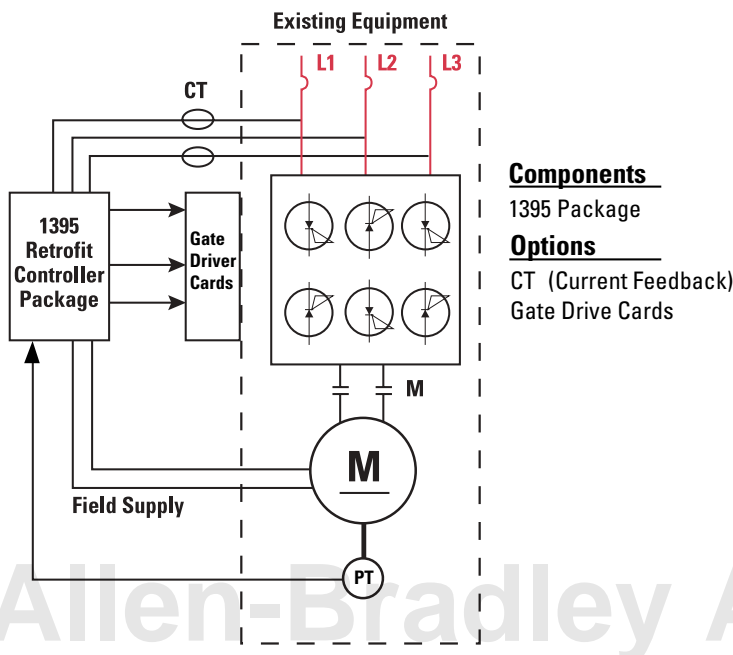 Existing Equipment
L1 L2 L3
CT
1395
Retrofit
Controller
Package
Gate
Driver
Cards
Components
1395 Package
Options
CT (Current Feedback)
Gate Drive Cards
M
M
Field Supply
PT
Allen-Bradley A